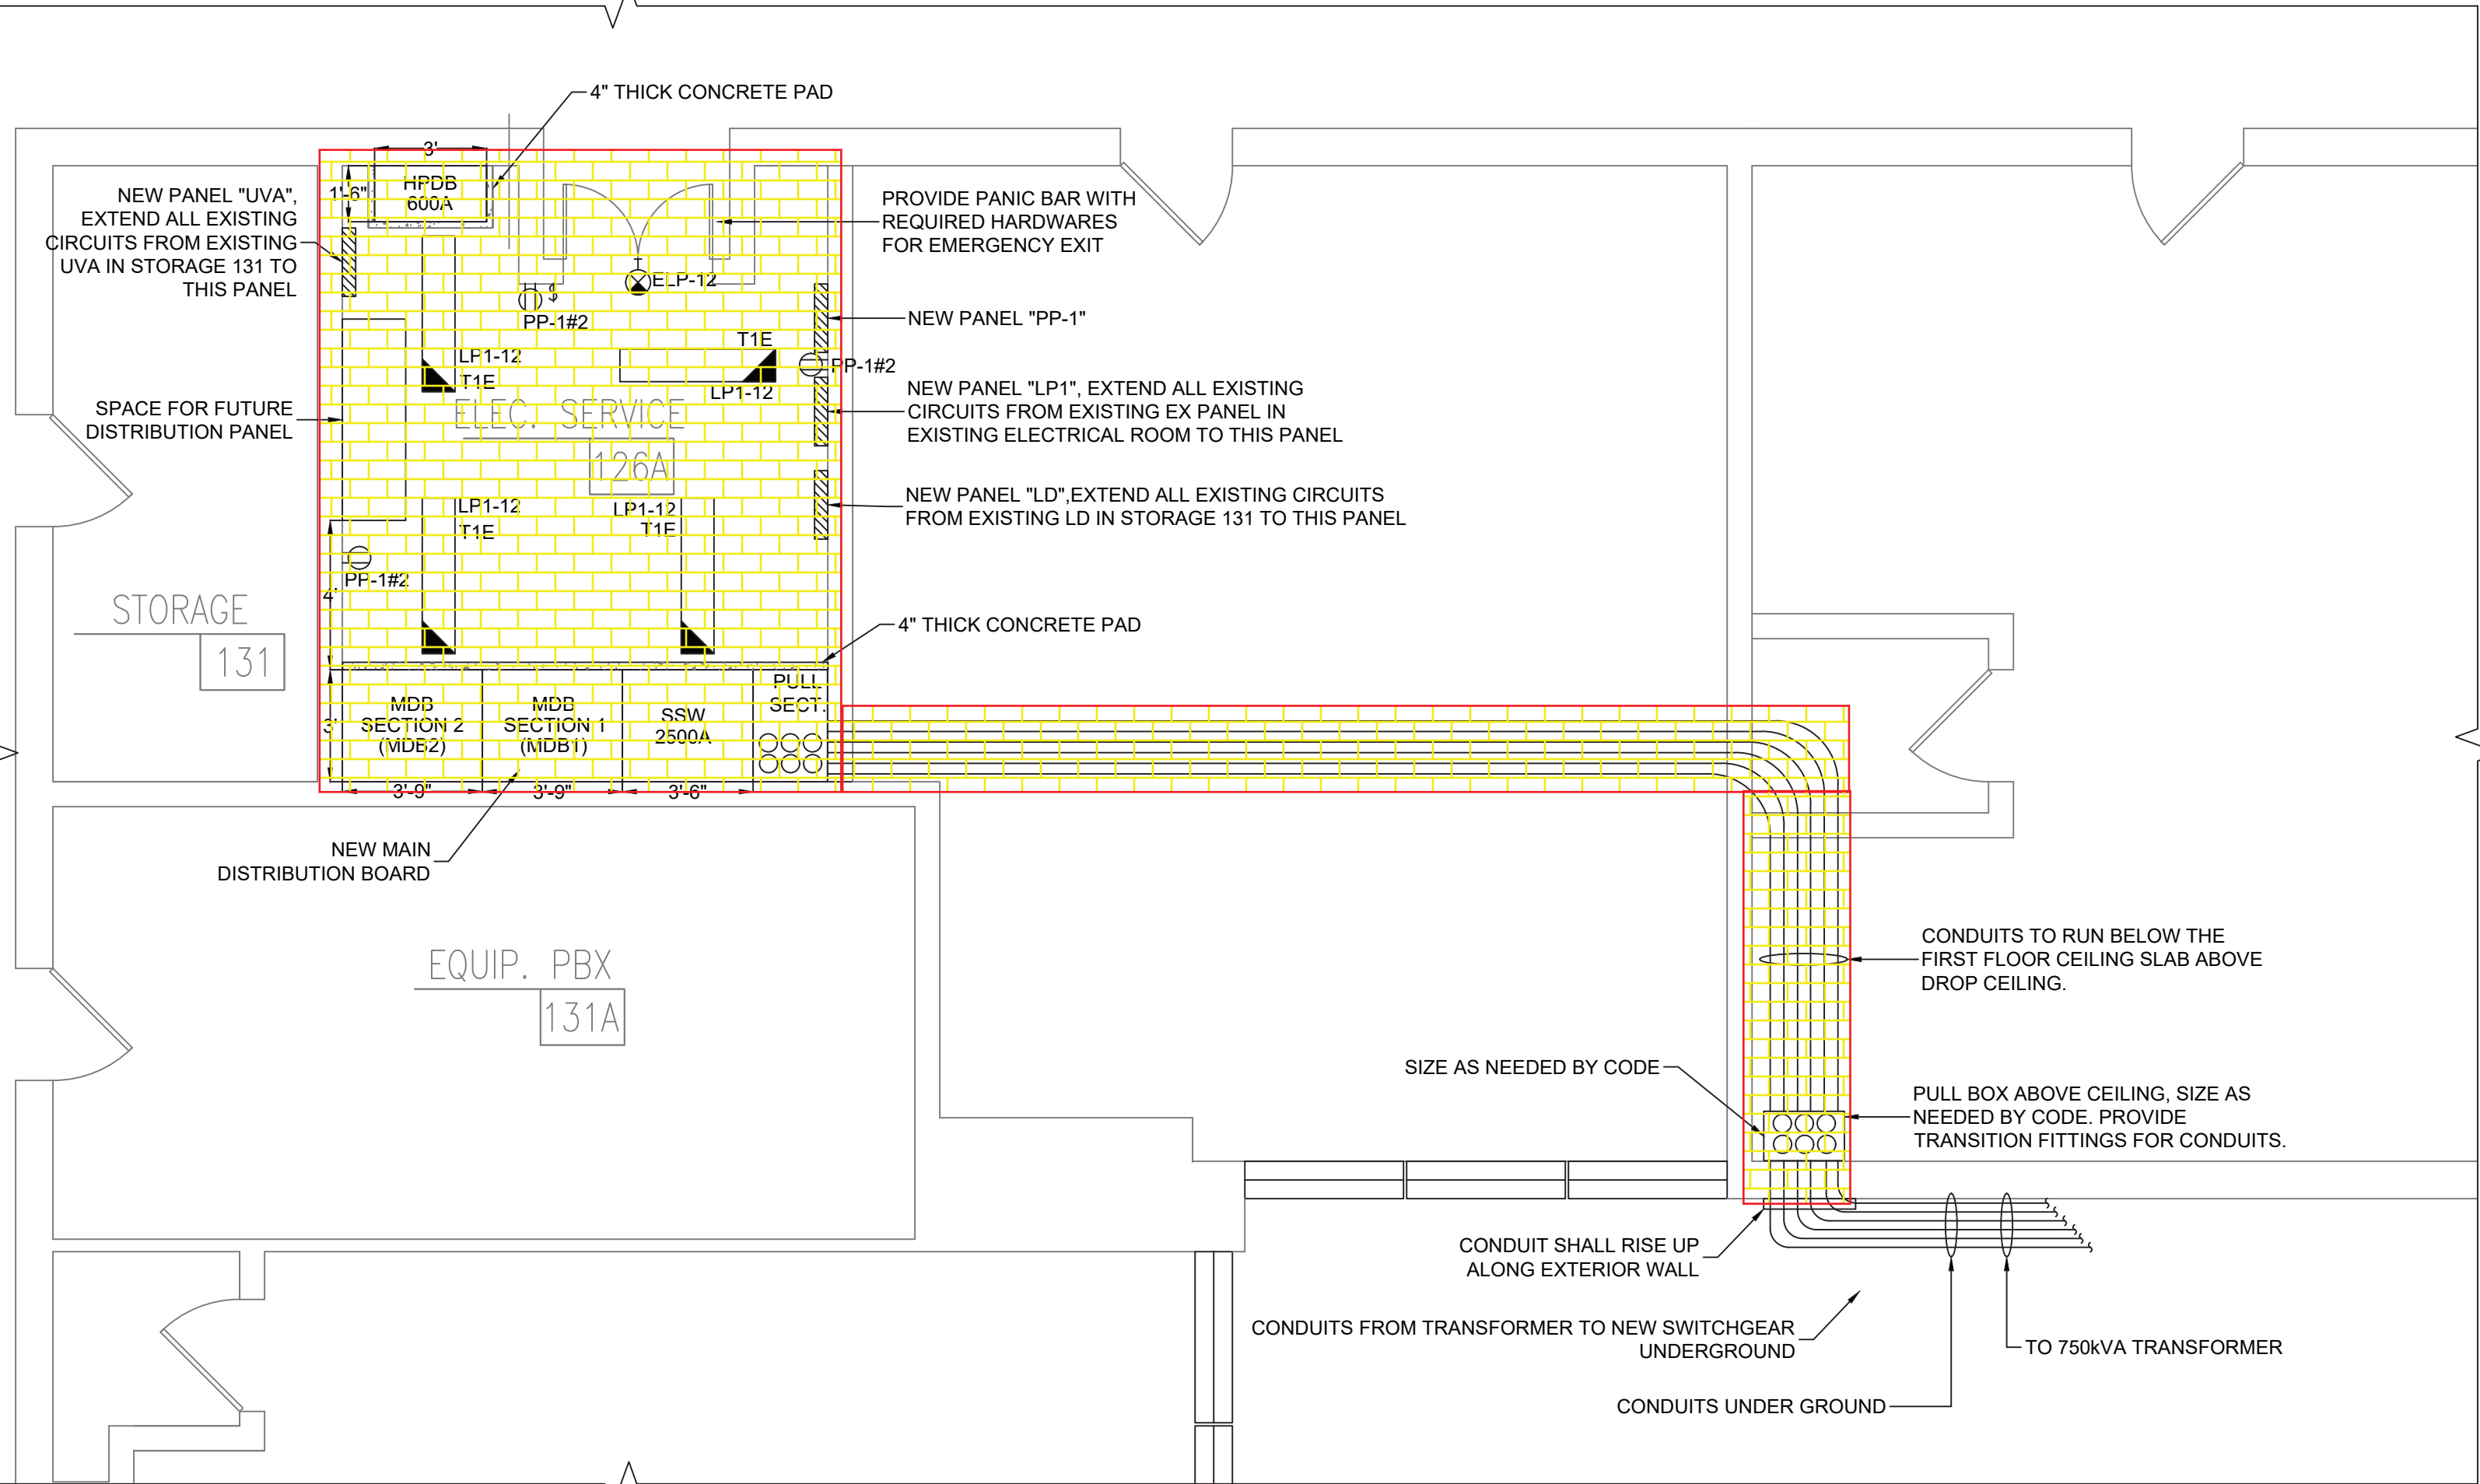 4" THICK CONCRETE PAD
3'
1'-6"
HPDB
600A
NEW PANEL "UVA",
EXTEND ALL EXISTING
CIRCUITS FROM EXISTING
UVA IN STORAGE 131 TO
THIS PANEL
PROVIDE PANIC BAR WITH
REQUIRED HARDWARES
FOR EMERGENCY EXIT
ELP-12
$
PP-1#2
NEW PANEL "PP-1"
T1E
LP1-12
T1E
PP-1#2
LP1-12
NEW PANEL "LP1", EXTEND ALL EXISTING
CIRCUITS FROM EXISTING EX PANEL IN
EXISTING ELECTRICAL ROOM TO THIS PANEL
SPACE FOR FUTURE
DISTRIBUTION PANEL
ELEC. SERVICE
126A
NEW PANEL "LD",EXTEND ALL EXISTING CIRCUITS
FROM EXISTING LD IN STORAGE 131 TO THIS PANEL
LP1-12
T1E
LP1-12
T1E
PP-1#2
4'
STORAGE
131
4" THICK CONCRETE PAD
3'
MDB
SECTION 2
(MDB2)
MDB
SECTION 1
(MDB1)
SSW
2500A
PULL
SECT.
3'-9"
3'-9"
3'-6"
NEW MAIN
DISTRIBUTION BOARD
EQUIP. PBX
131A
CONDUITS TO RUN BELOW THE
FIRST FLOOR CEILING SLAB ABOVE
DROP CEILING.
SIZE AS NEEDED BY CODE
PULL BOX ABOVE CEILING, SIZE AS
NEEDED BY CODE. PROVIDE
TRANSITION FITTINGS FOR CONDUITS.
CONDUIT SHALL RISE UP
ALONG EXTERIOR WALL
CONDUITS FROM TRANSFORMER TO NEW SWITCHGEAR
UNDERGROUND
TO 750kVA TRANSFORMER
CONDUITS UNDER GROUND